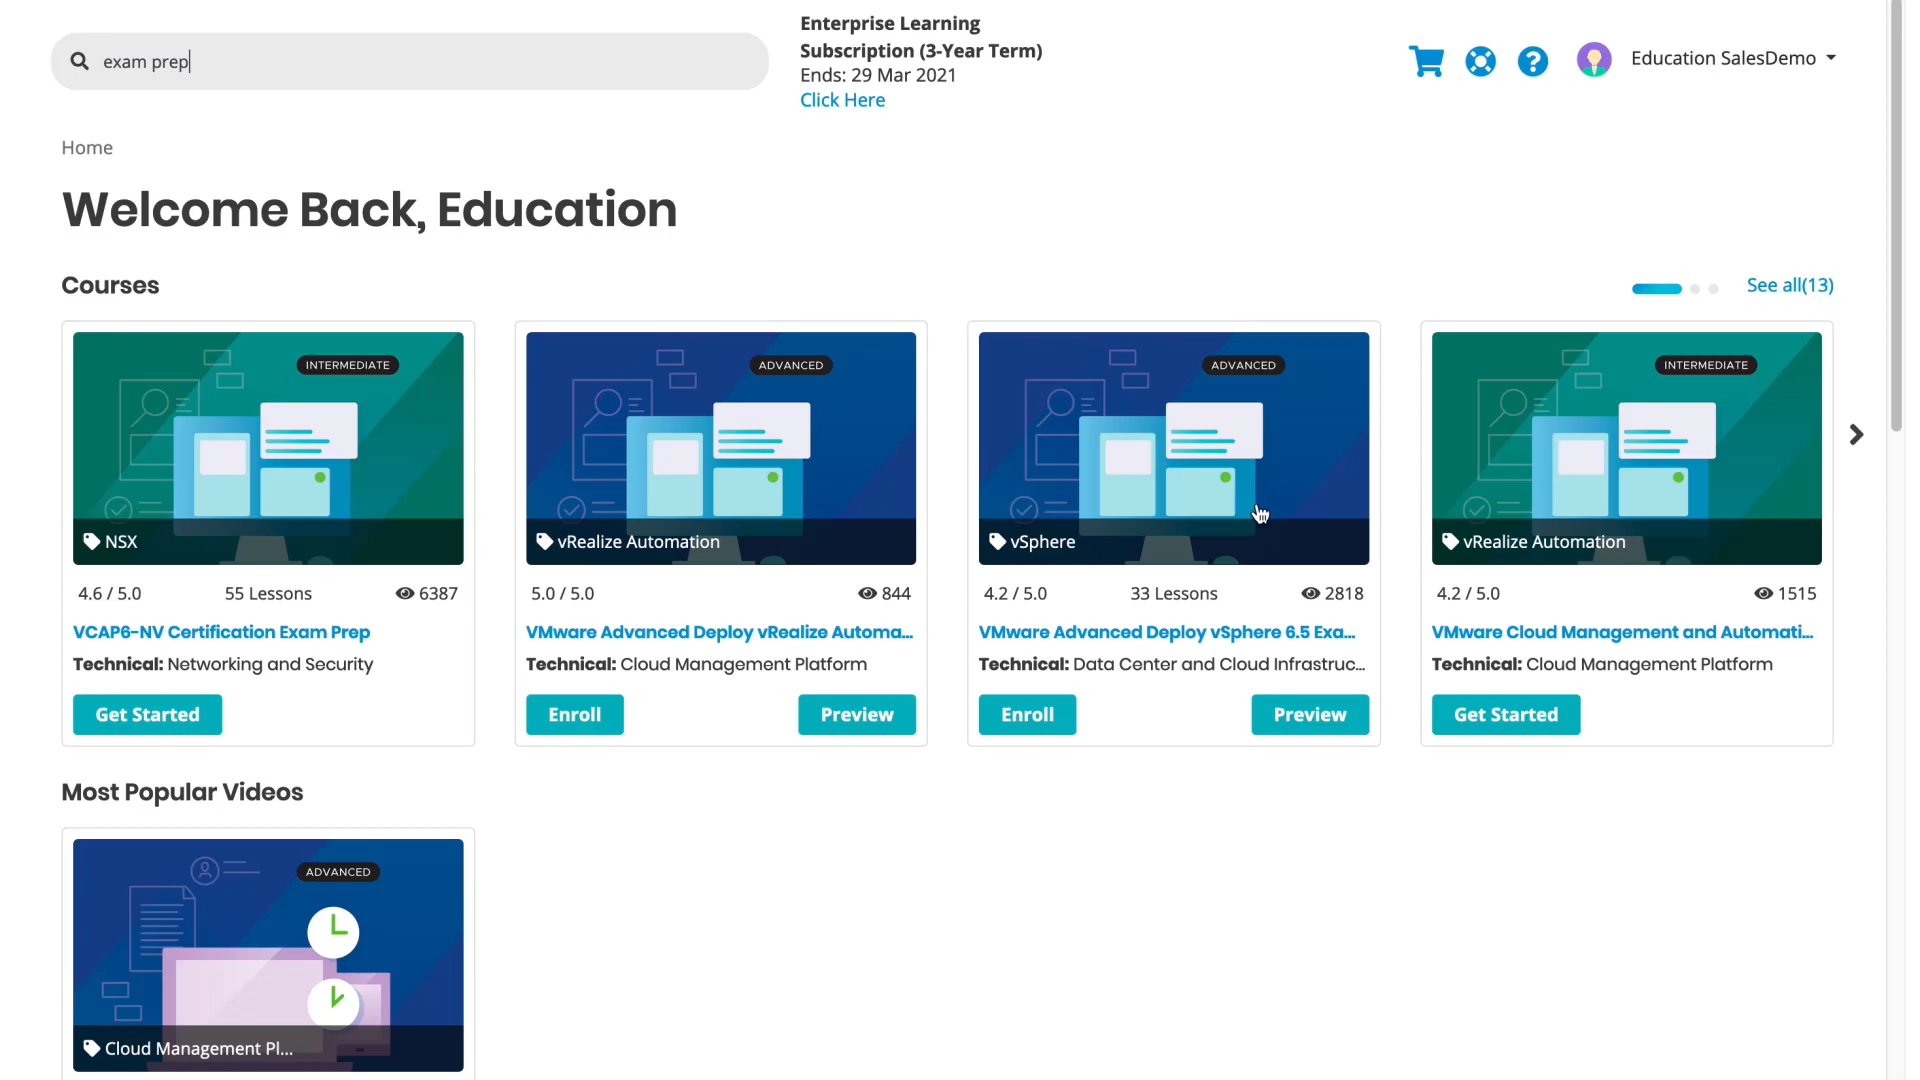 exam prep
Enterprise Learning
Subscription (3-Year Term)
Ends: 29 Mar 2021
Click Here
Education SalesDemo
Home
Welcome Back, Education
Courses
See all(13)
INTERMEDIATE
NSX
4.6 / 5.0 55 Lessons 6387
VCAP6-NV Certification Exam Prep
Technical: Networking and Security
Get Started
ADVANCED
vRealize Automation
5.0 / 5.0 844
VMware Advanced Deploy vRealize Automa...
Technical: Cloud Management Platform
Enroll Preview
ADVANCED
vSphere
4.2 / 5.0 33 Lessons 2818
VMware Advanced Deploy vSphere 6.5 Exa...
Technical: Data Center and Cloud Infrastruc...
Enroll Preview
INTERMEDIATE
vRealize Automation
4.2 / 5.0 1515
VMware Cloud Management and Automati...
Technical: Cloud Management Platform
Get Started
Most Popular Videos
ADVANCED
Cloud Management Pl...